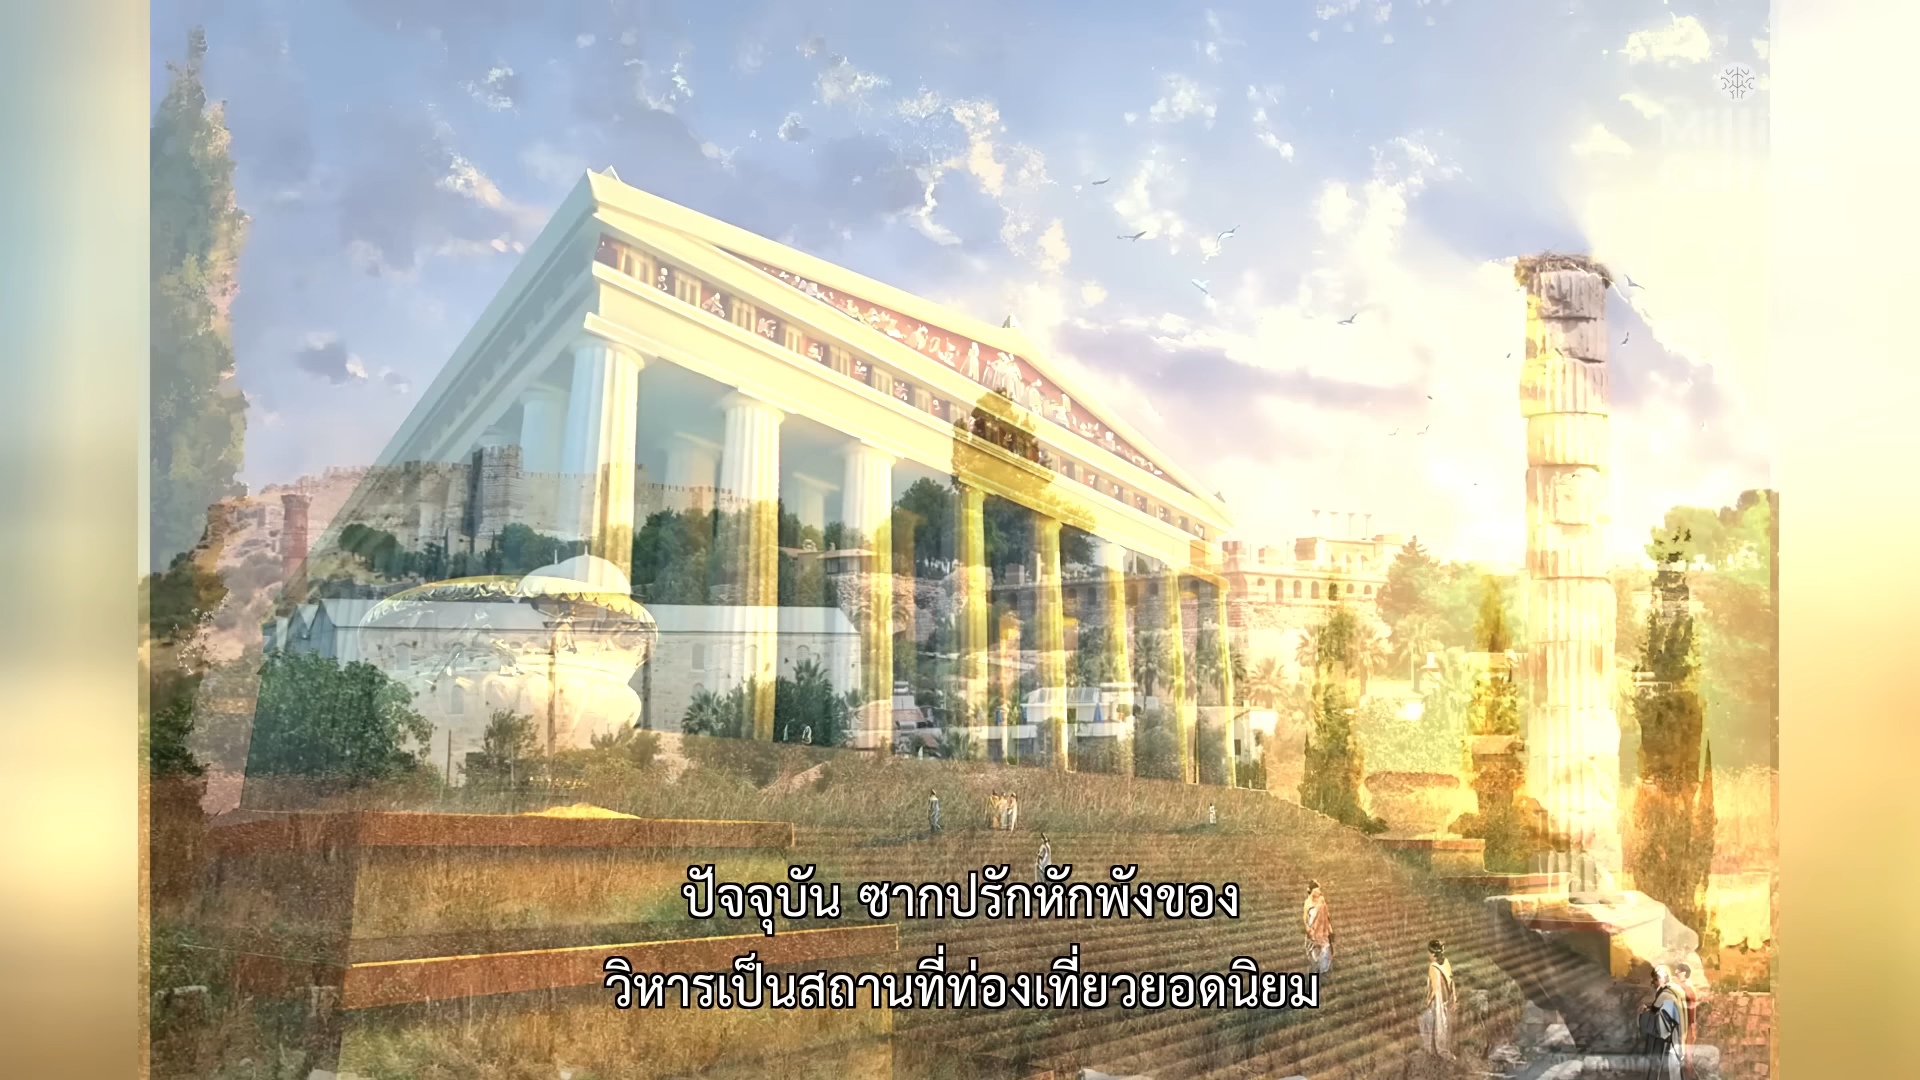 ปัจจุบัน ซากปรักหักพังของ
วิหารเป็นสถานที่ท่องเที่ยวยอดนิยม